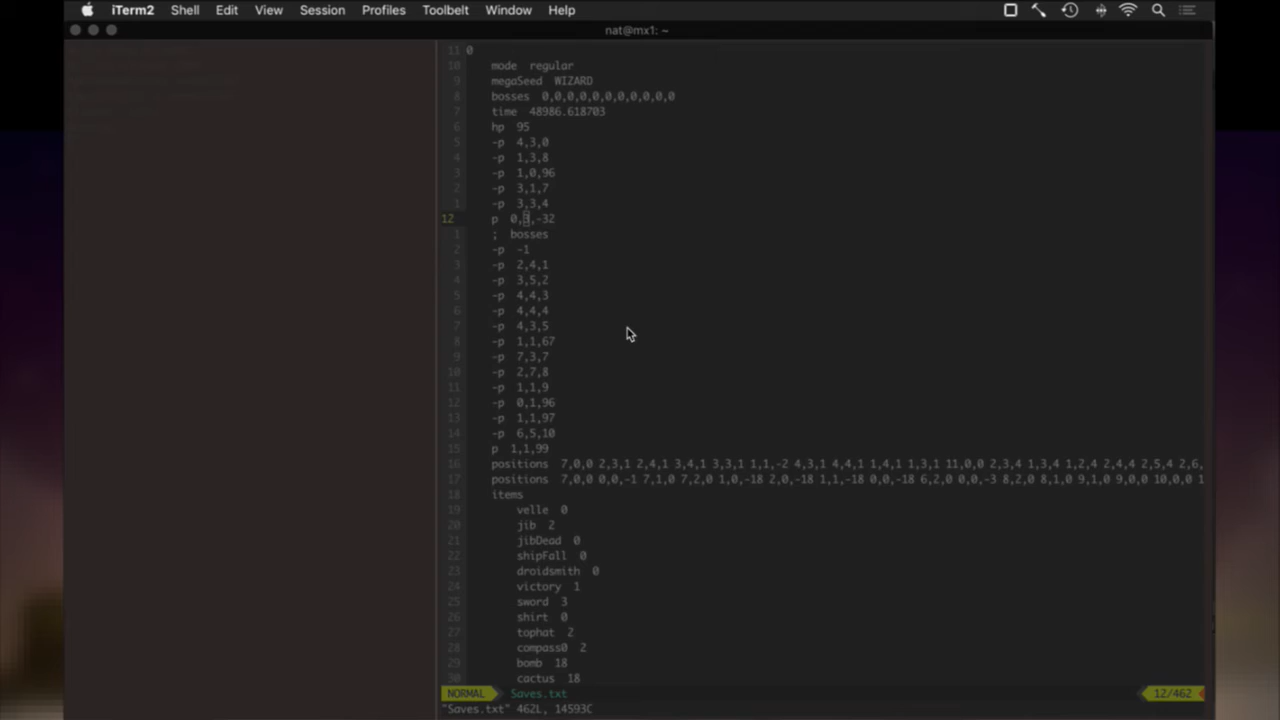 iTerm2 Shell Edit View Session Profiles Toolbelt Window Help
nat@mx1: ~
11 0
10 mode regular
9 megaSeed WIZARD
8 bosses 0,0,0,0,0,0,0,0,0,0,0
7 time 48986.618703
6 hp 95
5 -p 4,3,0
4 -p 1,3,8
3 -p 1,0,96
2 -p 3,1,7
1 -p 3,3,4
12 p 0,3,-32
1 ; bosses
2 -p -1
3 -p 2,4,1
4 -p 3,5,2
5 -p 4,4,3
6 -p 4,4,4
7 -p 4,3,5
8 -p 1,1,67
9 -p 7,3,7
10 -p 2,7,8
11 -p 1,1,9
12 -p 0,1,96
13 -p 1,1,97
14 -p 6,5,10
15 p 1,1,99
16 positions 7,0,0 2,3,1 2,4,1 3,4,1 3,3,1 1,1,-2 4,3,1 4,4,1 1,4,1 1,3,1 11,0,0 2,3,4 1,3,4 1,2,4 2,4,4 2,5,4 2,6,
17 positions 7,0,0 0,0,-1 7,1,0 7,2,0 1,0,-18 2,0,-18 1,1,-18 0,0,-18 6,2,0 0,0,-3 8,2,0 8,1,0 9,1,0 9,0,0 10,0,0 1
18 items
19 velle 0
20 jib 2
21 jibDead 0
22 shipFall 0
23 droidsmith 0
24 victory 1
25 sword 3
26 shirt 0
27 tophat 2
28 compass0 2
29 bomb 18
30 cactus 18
NORMAL Saves.txt 12/462
"Saves.txt" 462L, 14593C